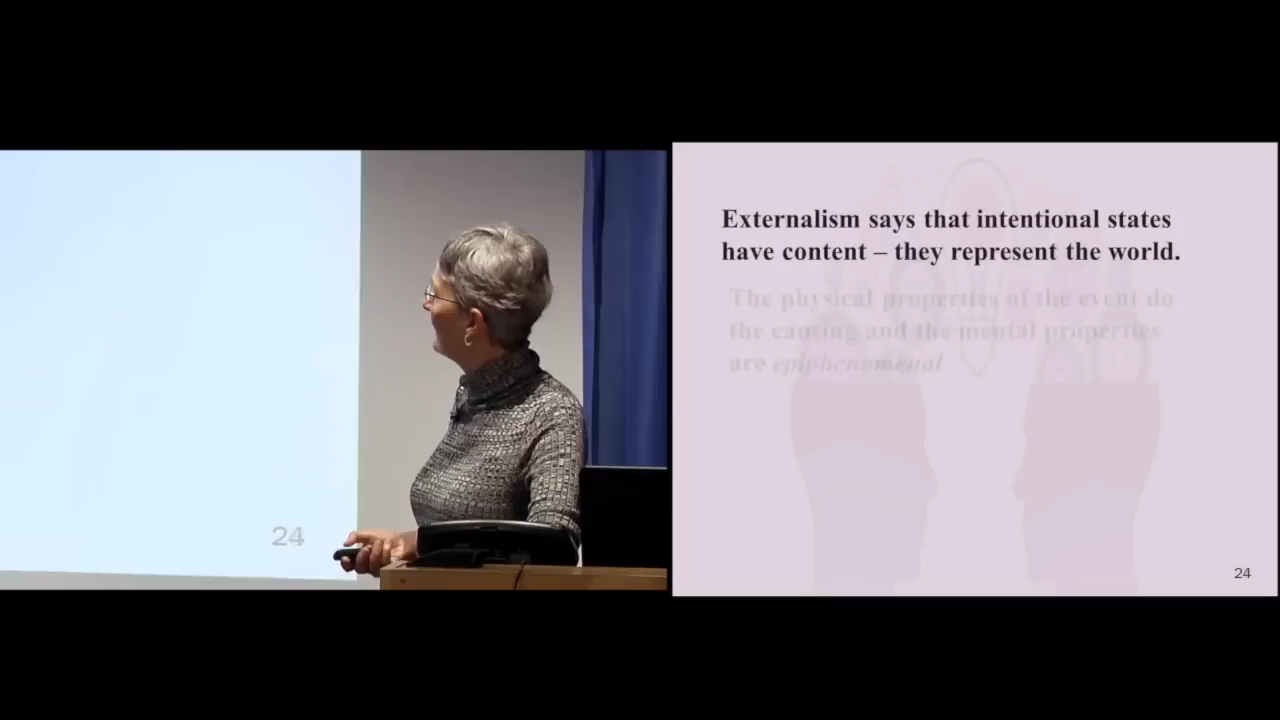 Externalism says that intentional states
have content – they represent the world.
The physical properties of the event do
the causing and the mental properties
are epiphenomenal
24
24